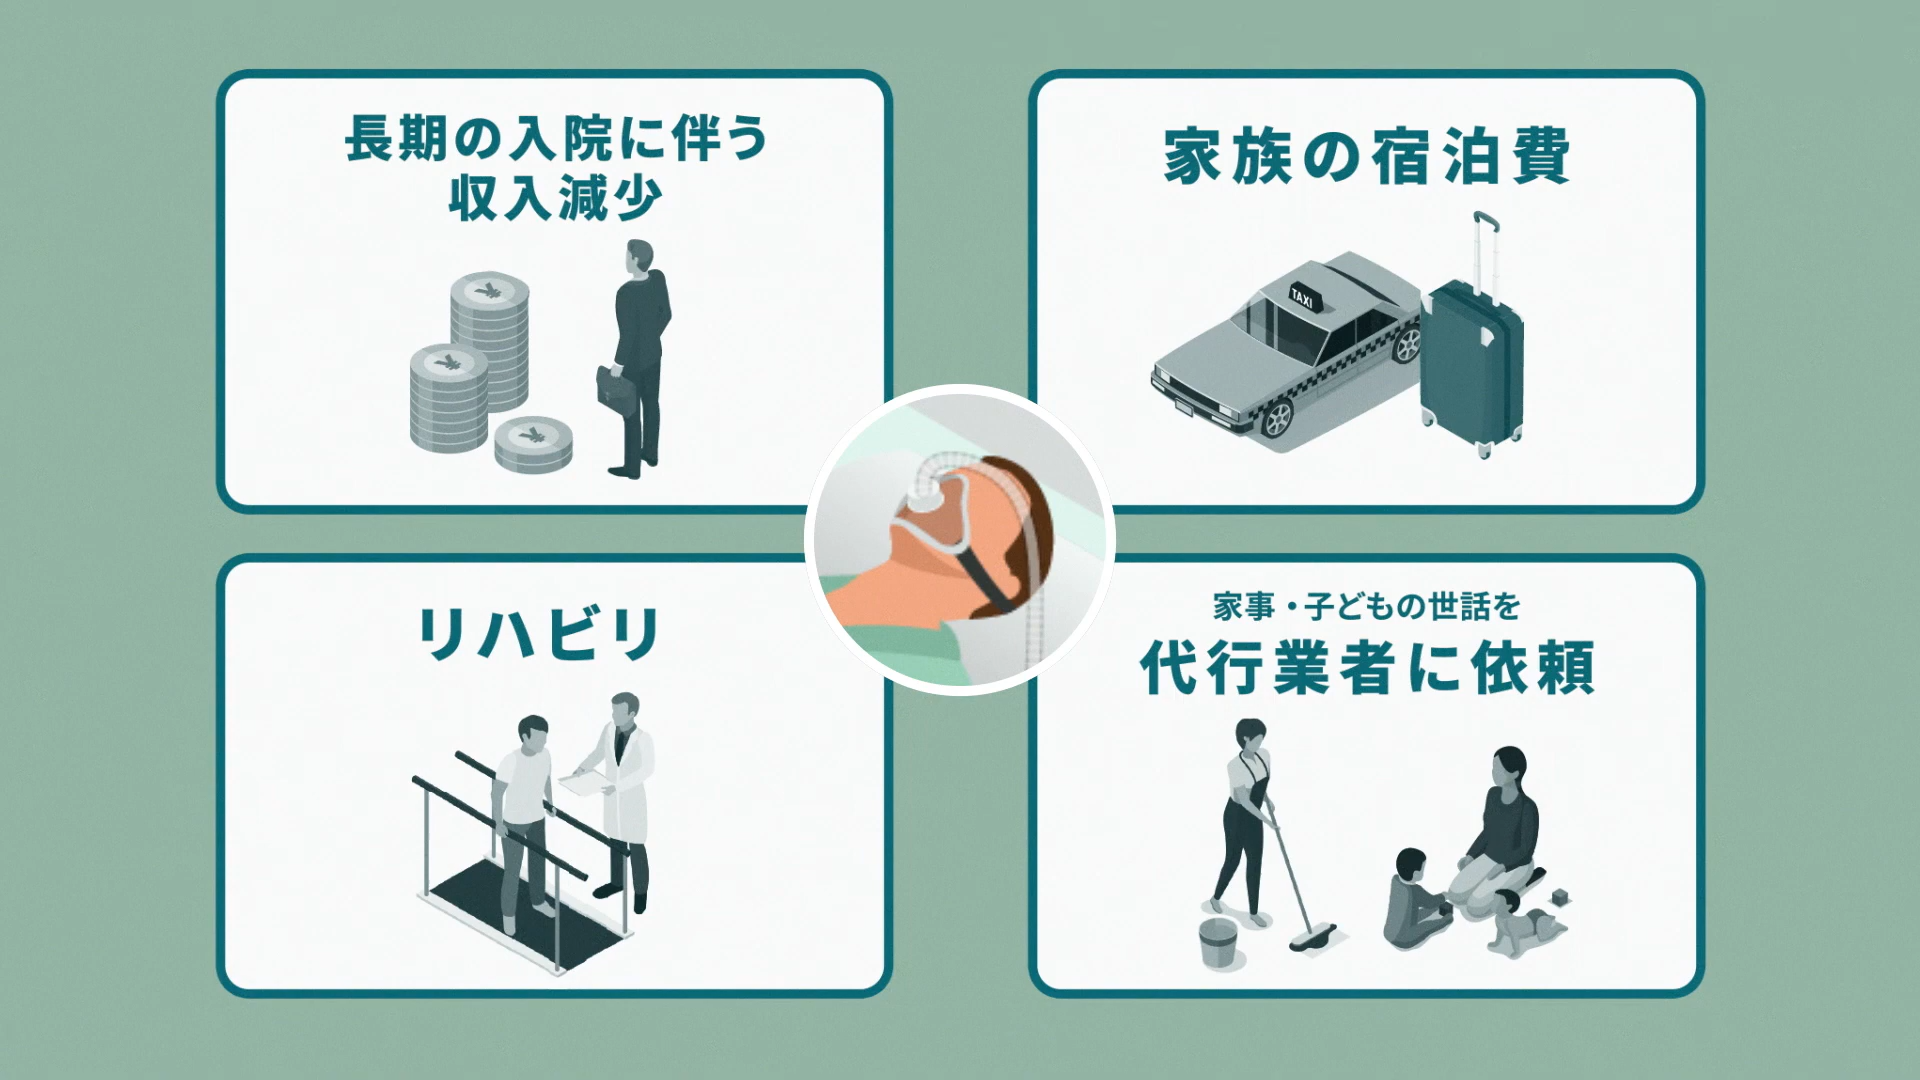 長期の入院に伴う
収入減少
家族の宿泊費
TAXI
リハビリ
家事・子どもの世話を
代行業者に依頼